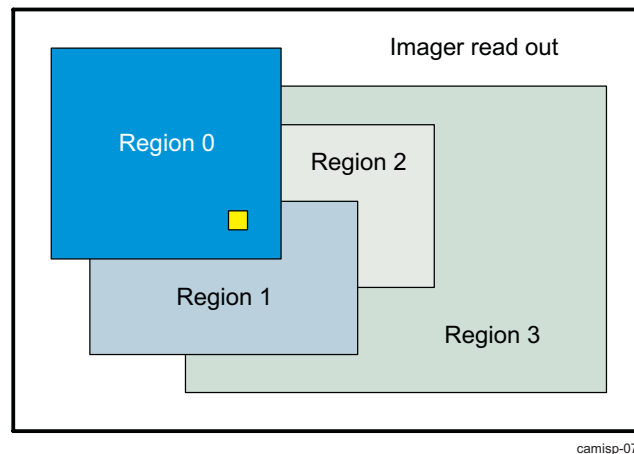 Imager read out
Region 0
Region 2
Region 1
Region 3
camisp-07